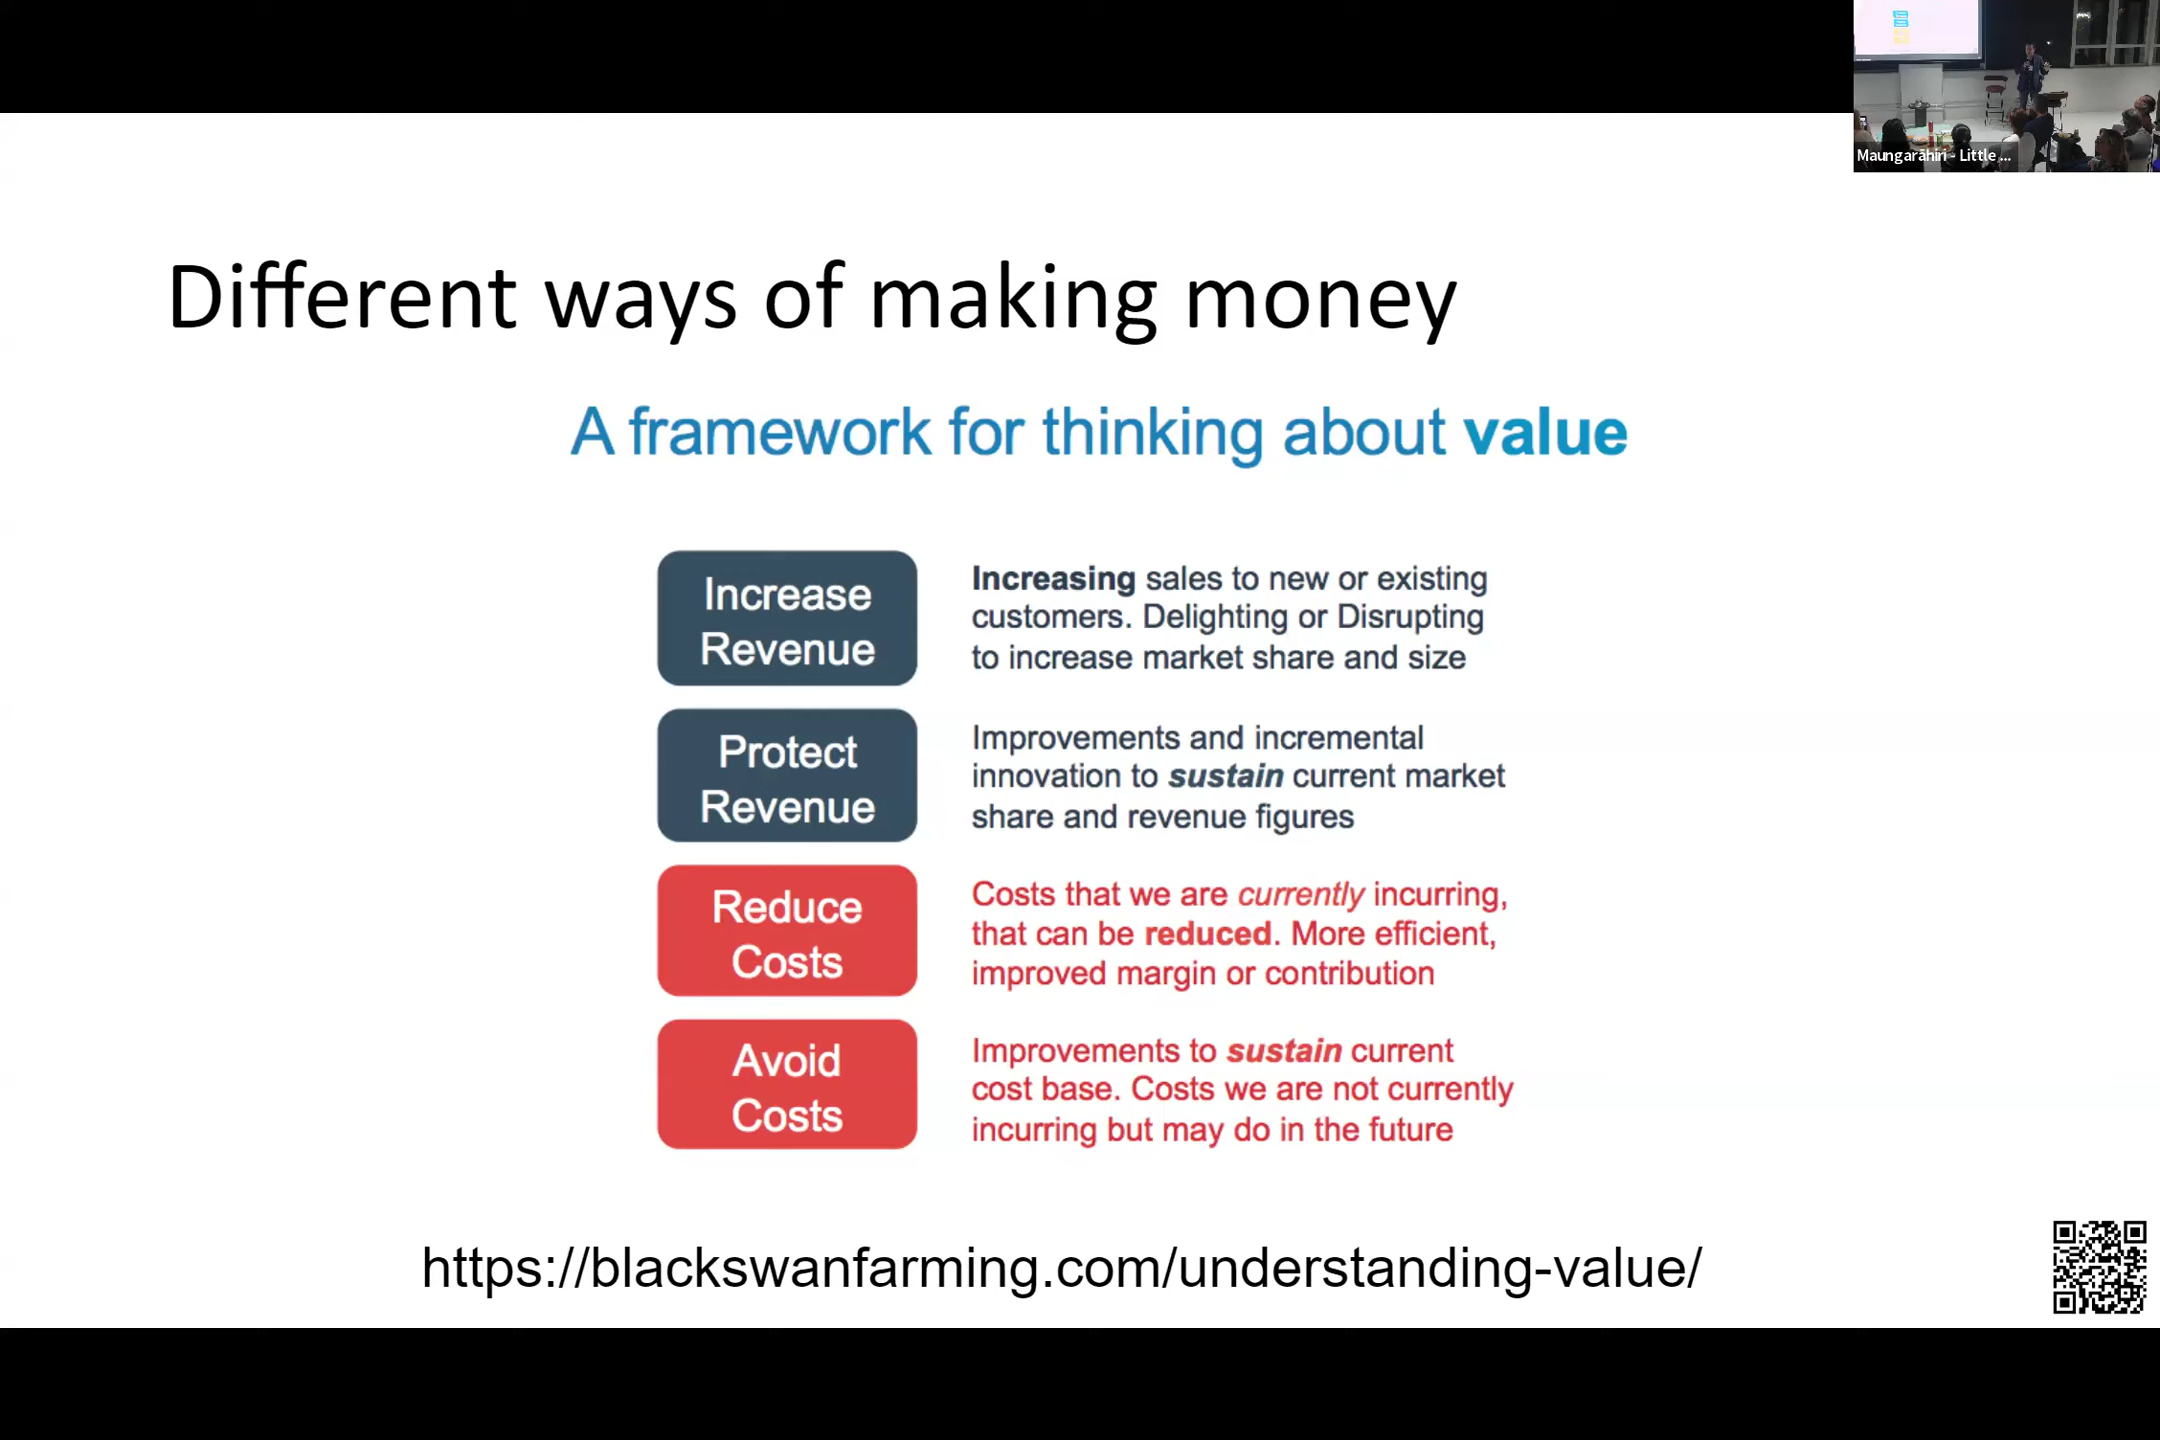 Maungarāhiri - Little ...
Different ways of making money
A framework for thinking about value
Increase
Revenue
Increasing sales to new or existing
customers. Delighting or Disrupting
to increase market share and size
Protect
Revenue
Improvements and incremental
innovation to sustain current market
share and revenue figures
Reduce
Costs
Costs that we are currently incurring,
that can be reduced. More efficient,
improved margin or contribution
Avoid
Costs
Improvements to sustain current
cost base. Costs we are not currently
incurring but may do in the future
https://blackswanfarming.com/understanding-value/